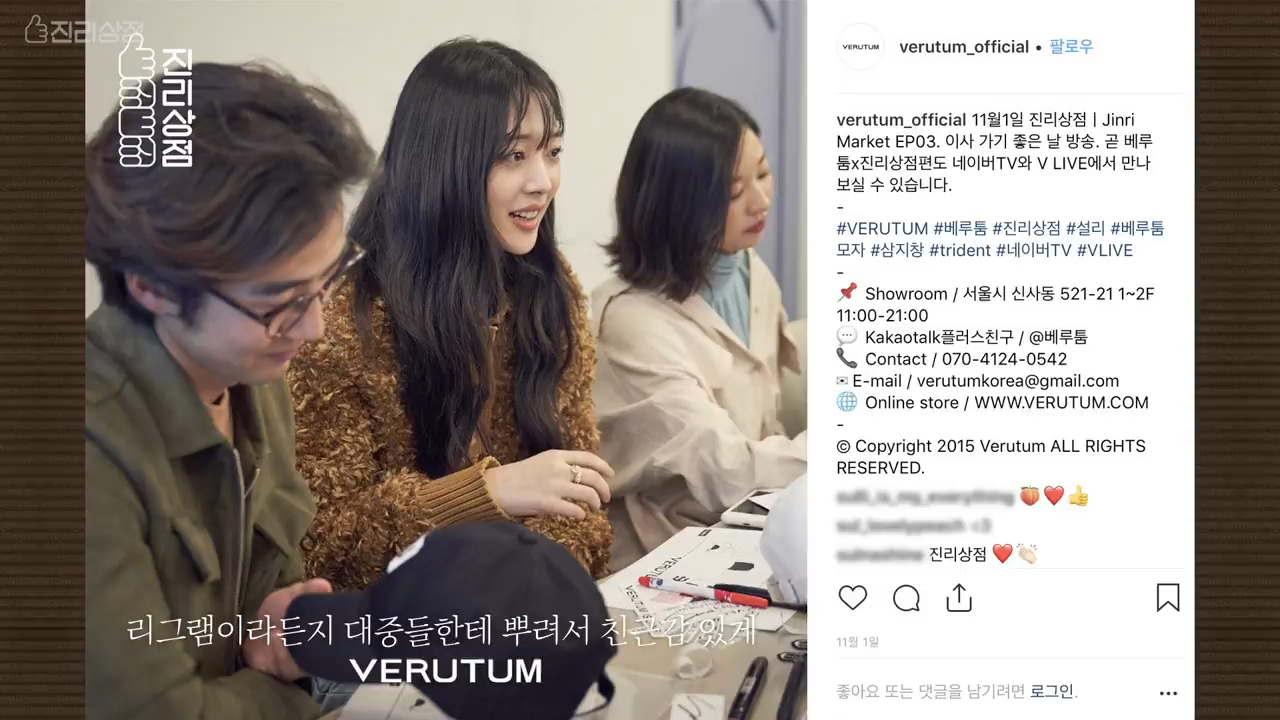 진리상점
진리상점
리그램이라든지 대중들한테 뿌려서 친근감 있게
VERUTUM
VERUTUM
VERUTUM
VERUTUM
verutum_official • 팔로우
verutum_official 11월1일 진리상점 | Jinri
Market EP03. 이사 가기 좋은 날 방송. 곧 베루
툼x진리상점편도 네이버TV와 V LIVE에서 만나
보실 수 있습니다.
-
#VERUTUM #베루툼 #진리상점 #설리 #베루툼
모자 #삼지창 #trident #네이버TV #VLIVE
-
📌 Showroom / 서울시 신사동 521-21 1~2F
11:00-21:00
💬 Kakaotalk플러스친구 / @베루툼
📞 Contact / 070-4124-0542
✉ E-mail / verutumkorea@gmail.com
🌐 Online store / WWW.VERUTUM.COM
-
© Copyright 2015 Verutum ALL RIGHTS
RESERVED.
🍑❤️👍
<3
진리상점 ❤️👏🏻
11월 1일
좋아요 또는 댓글을 남기려면 로그인.